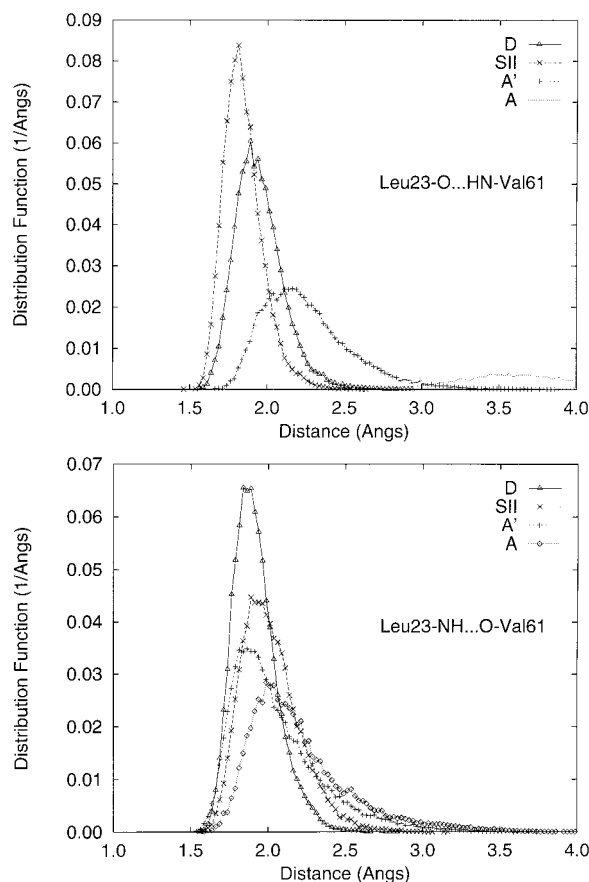 0.09
0.08
0.07
0.06
0.05
0.04
0.03
0.02
0.01
0.00
Distribution Function (1/Angs)
D
SII
A'
A
Leu23-O...HN-Val61
1.0 1.5 2.0 2.5 3.0 3.5 4.0
Distance (Angs)
0.07
0.06
0.05
0.04
0.03
0.02
0.01
0.00
Distribution Function (1/Angs)
D
SII
A'
A
Leu23-NH...O-Val61
1.0 1.5 2.0 2.5 3.0 3.5 4.0
Distance (Angs)